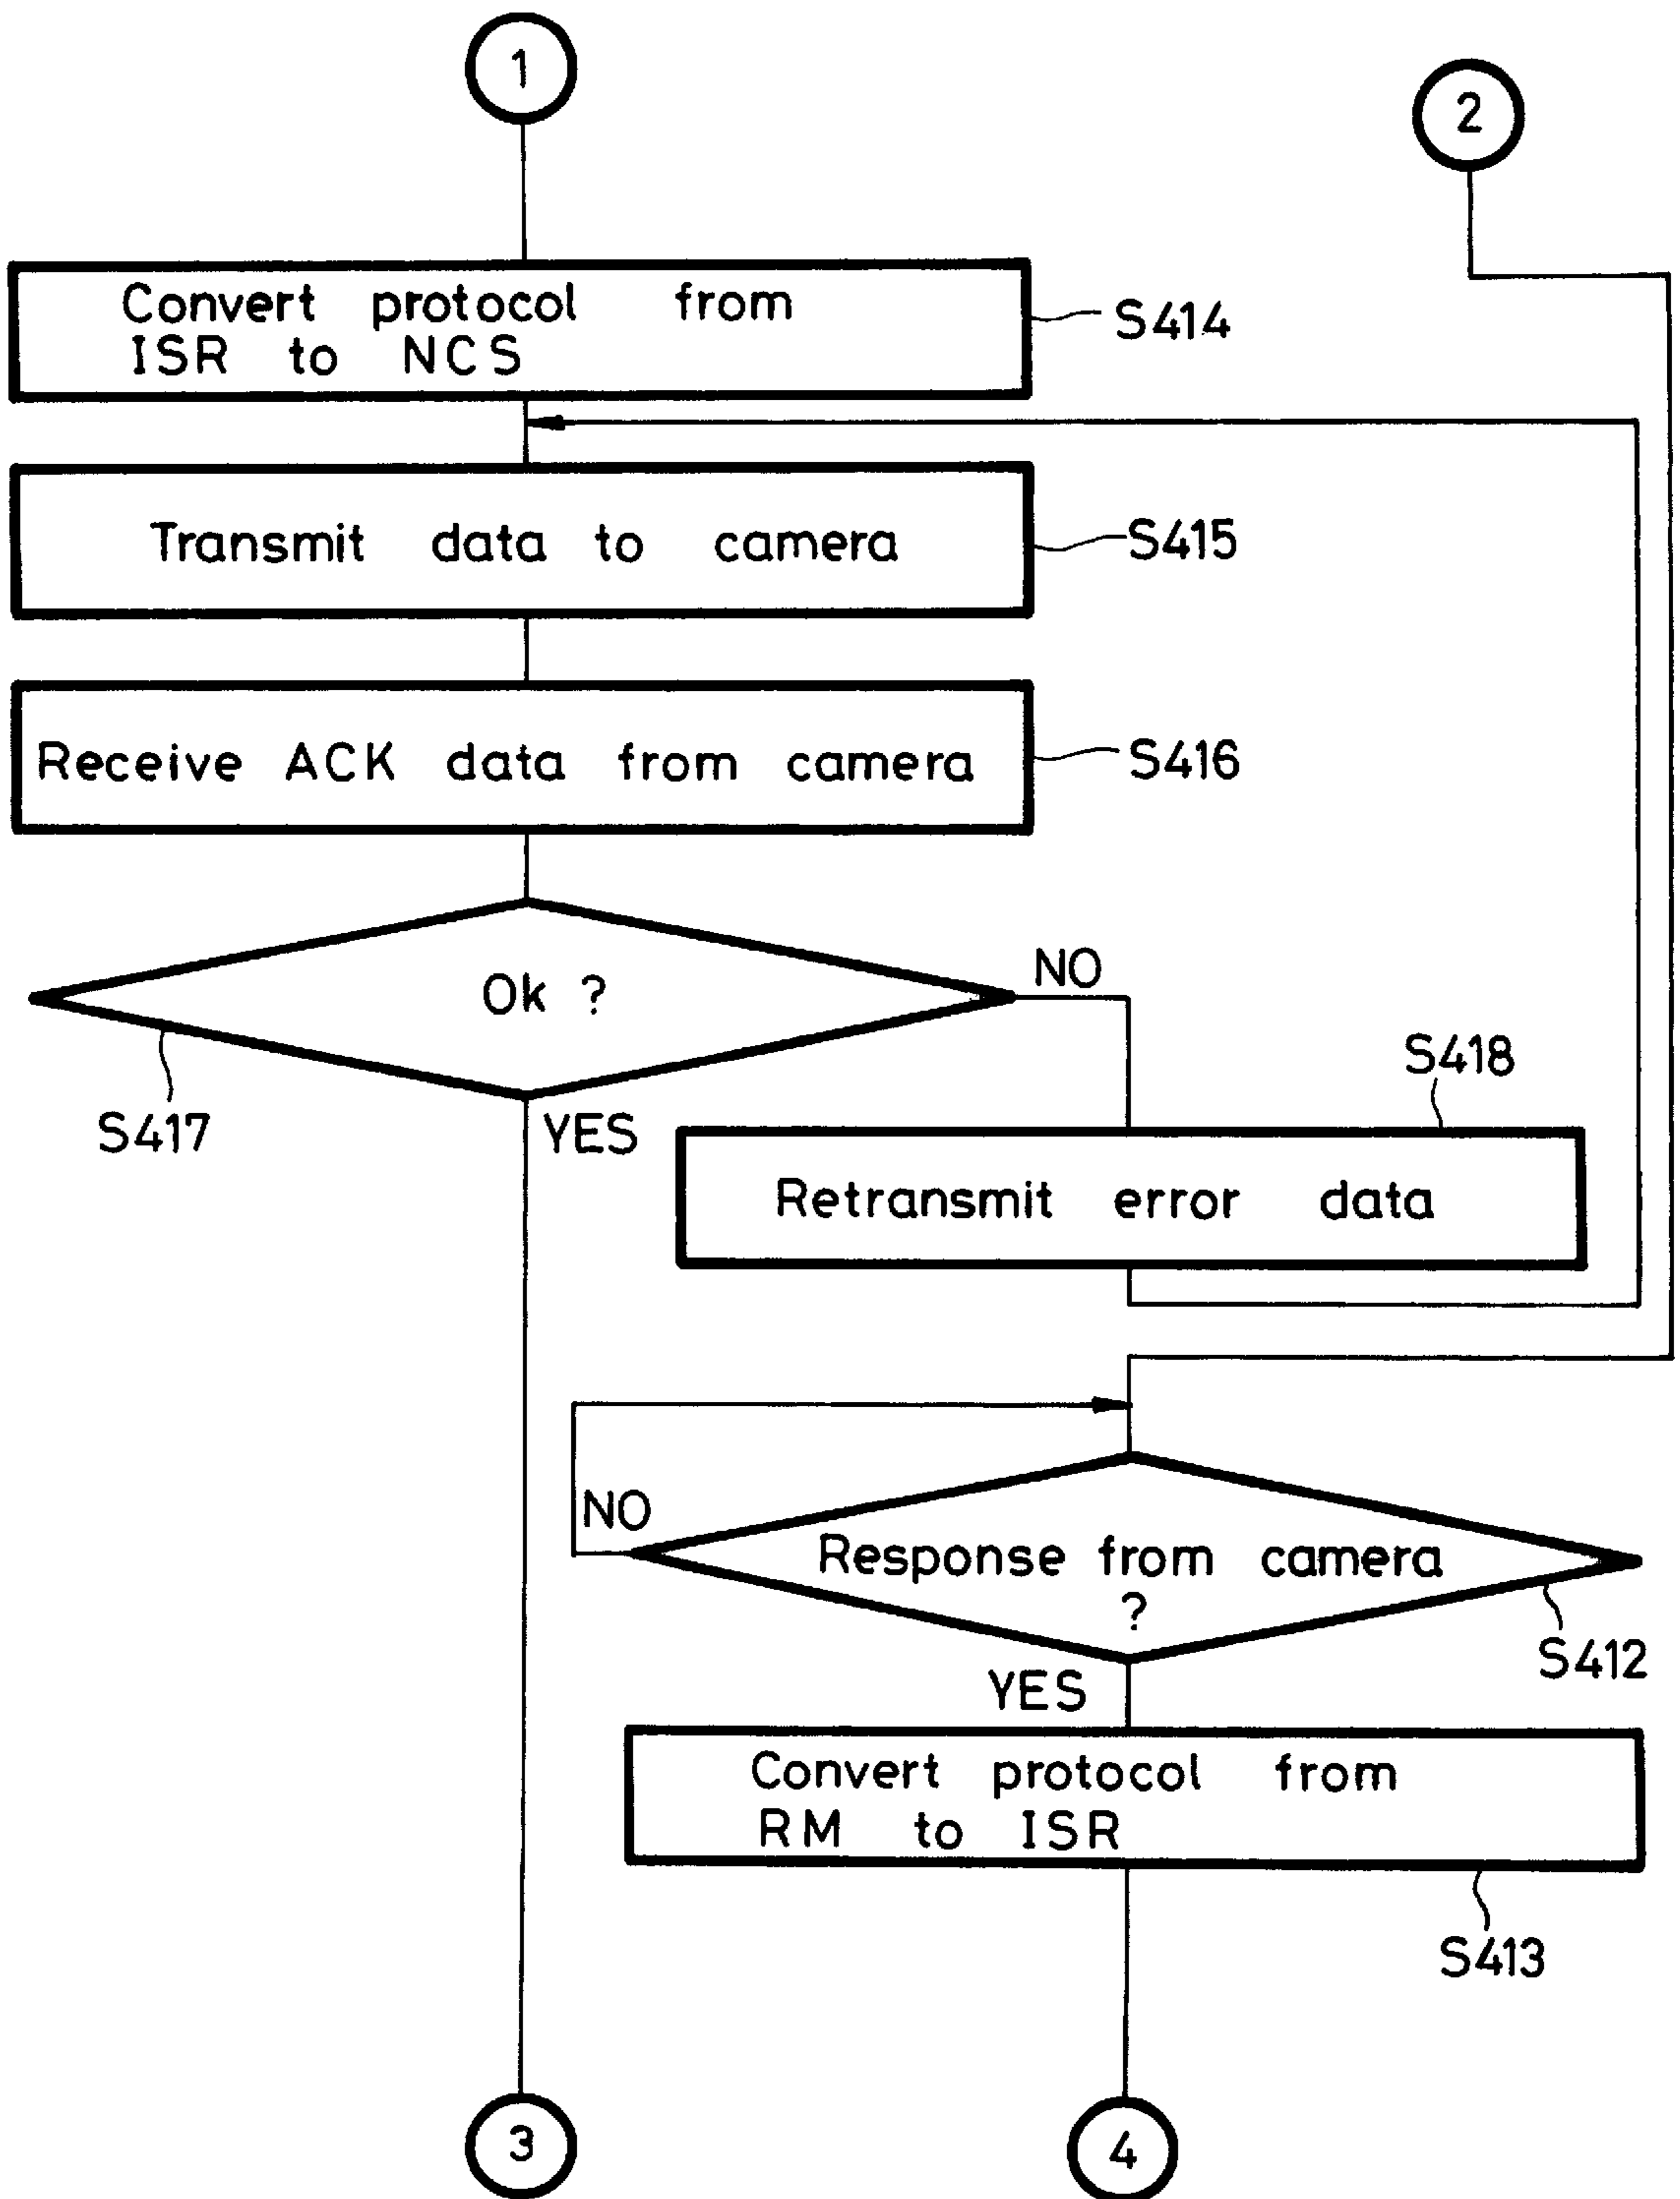 1
2
Convert protocol from
ISR to NCS
S414
Transmit data to camera
S415
Receive ACK data from camera
S416
Ok ?
NO
S417
YES
S418
Retransmit error data
NO
Response from camera
?
S412
YES
Convert protocol from
RM to ISR
S413
3
4